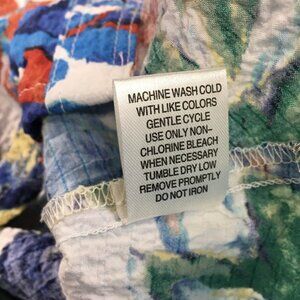 MACHINE WASH COLD
WITH LIKE COLORS
GENTLE CYCLE
USE ONLY NON-
CHLORINE BLEACH
WHEN NECESSARY
TUMBLE DRY LOW
REMOVE PROMPTLY
DO NOT IRON